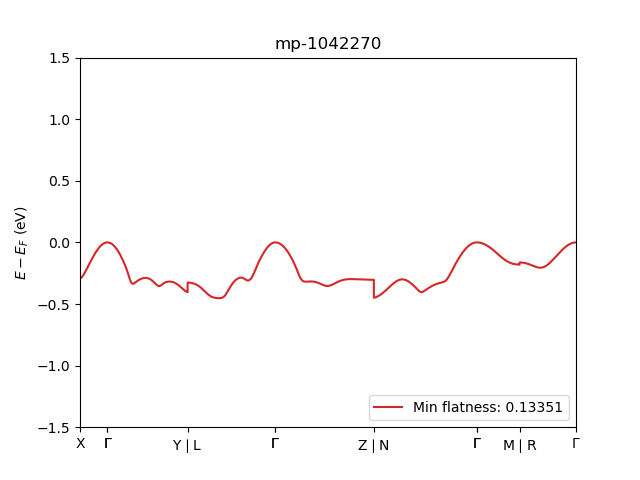 mp-1042270
E − E_F (eV)
1.5
1.0
0.5
0.0
−0.5
−1.0
−1.5
Min flatness: 0.13351
X Γ Y | L Γ Z | N Γ M | R Γ